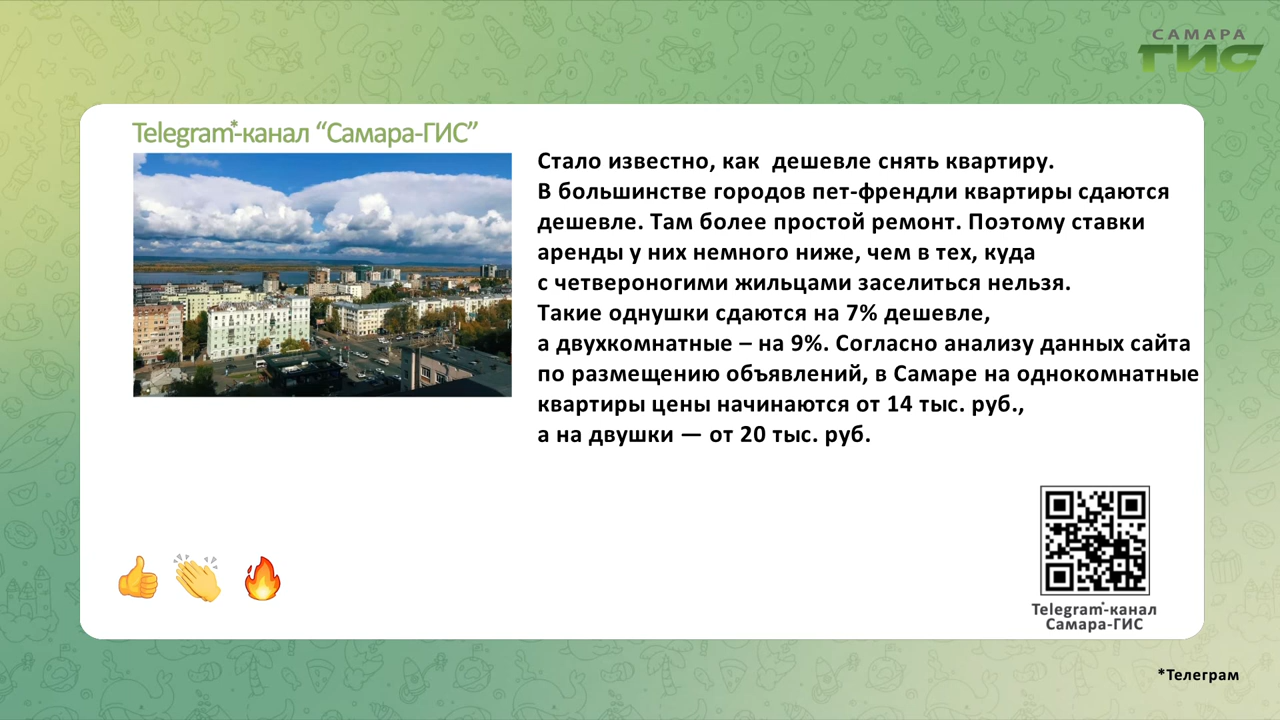 САМАРА
ГИС
Telegram*-канал “Самара-ГИС”
Стало известно, как  дешевле снять квартиру.
В большинстве городов пет-френдли квартиры сдаются
дешевле. Там более простой ремонт. Поэтому ставки
аренды у них немного ниже, чем в тех, куда
с четвероногими жильцами заселиться нельзя.
Такие однушки сдаются на 7% дешевле,
а двухкомнатные – на 9%. Согласно анализу данных сайта
по размещению объявлений, в Самаре на однокомнатные
квартиры цены начинаются от 14 тыс. руб.,
а на двушки — от 20 тыс. руб.
Telegram*-канал
Самара-ГИС
*Телеграм